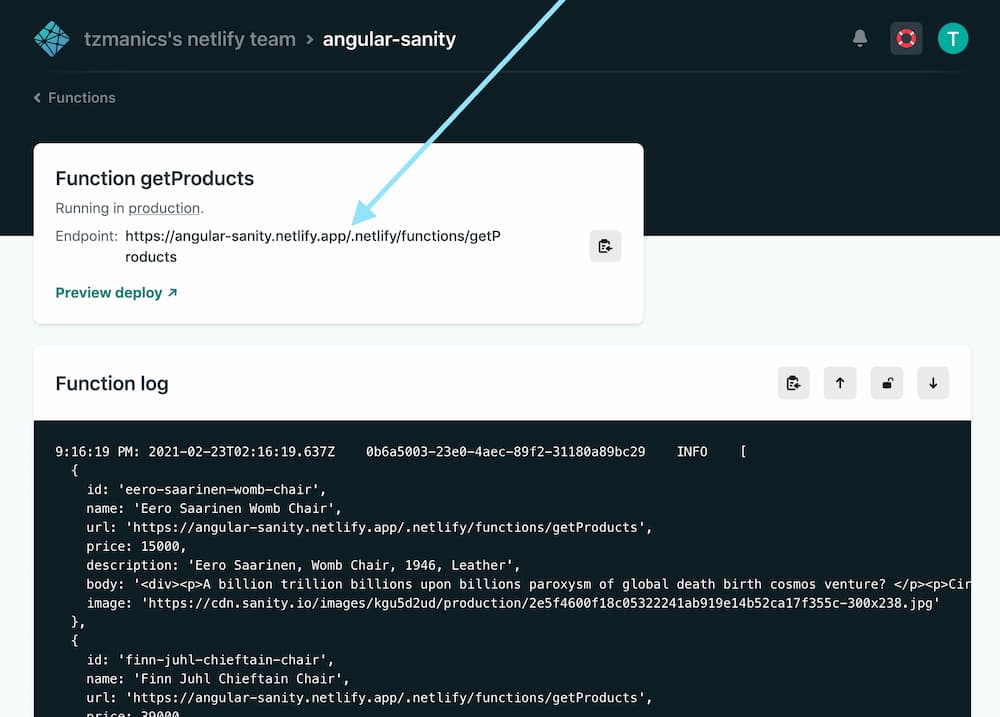 tzmanics's netlify team > angular-sanity
T
Functions
Function getProducts
Running in production.
Endpoint: https://angular-sanity.netlify.app/.netlify/functions/getP
roducts
Preview deploy ↗
Function log
9:16:19 PM: 2021-02-23T02:16:19.637Z 0b6a5003-23e0-4aec-89f2-31180a89bc29 INFO [
{
id: 'eero-saarinen-womb-chair',
name: 'Eero Saarinen Womb Chair',
url: 'https://angular-sanity.netlify.app/.netlify/functions/getProducts',
price: 15000,
description: 'Eero Saarinen, Womb Chair, 1946, Leather',
body: '<div><p>A billion trillion billions upon billions paroxysm of global death birth cosmos venture? </p><p>Cir
image: 'https://cdn.sanity.io/images/kgu5d2ud/production/2e5f4600f18c05322241ab919e14b52ca17f355c-300x238.jpg'
},
{
id: 'finn-juhl-chieftain-chair',
name: 'Finn Juhl Chieftain Chair',
url: 'https://angular-sanity.netlify.app/.netlify/functions/getProducts',
price: 39000